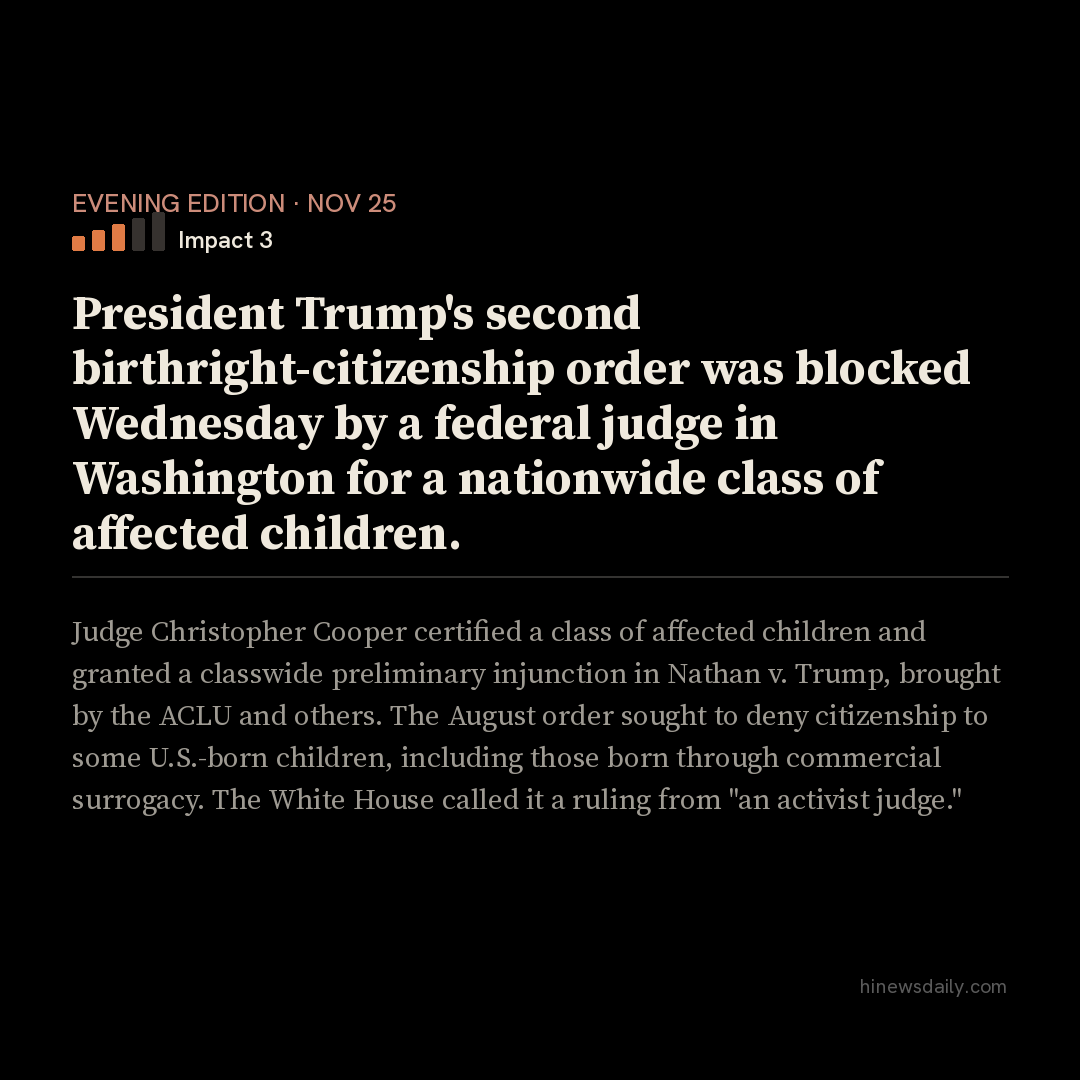 EVENING EDITION · NOV 25
Impact 3
President Trump's second
birthright-citizenship order was blocked
Wednesday by a federal judge in
Washington for a nationwide class of
affected children.
Judge Christopher Cooper certified a class of affected children and
granted a classwide preliminary injunction in Nathan v. Trump, brought
by the ACLU and others. The August order sought to deny citizenship to
some U.S.-born children, including those born through commercial
surrogacy. The White House called it a ruling from "an activist judge."
hinewsdaily.com